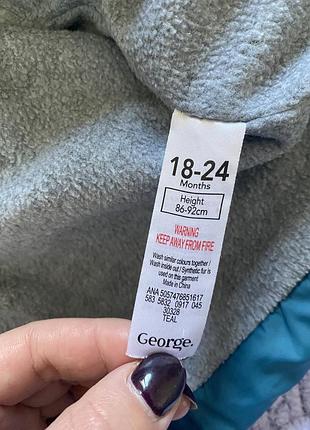 18-24
Months
Height
86-92cm
WARNING
KEEP AWAY FROM FIRE
Wash similar colours together /
Wash inside out / Synthetic fur is
used on this garment
Made in China
ANA 5057476851617
583 5832 0917 045
30328
TEAL
George.